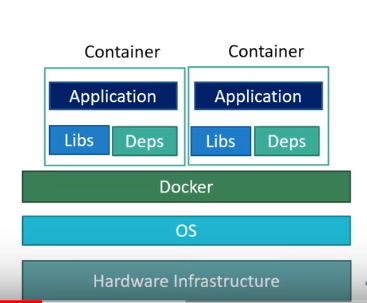 Container Container
Application Application
Libs Deps Libs Deps
Docker
OS
Hardware Infrastructure